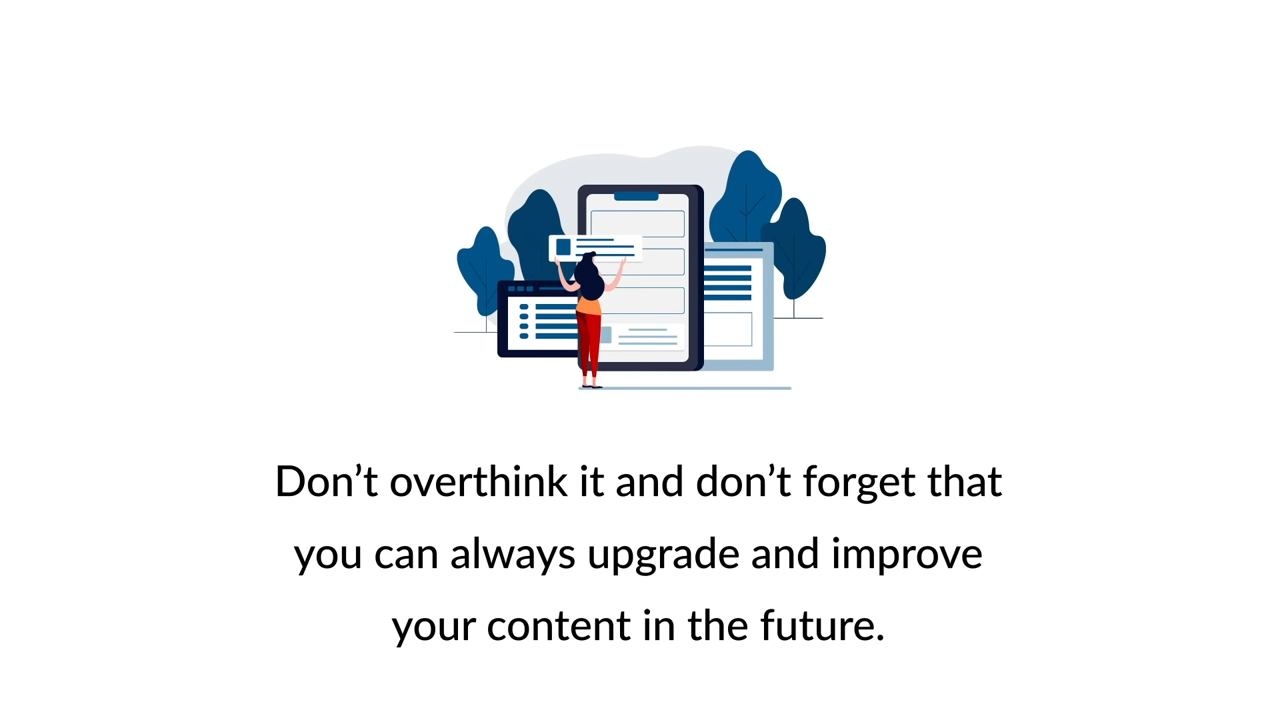 Don’t overthink it and don’t forget that
you can always upgrade and improve
your content in the future.